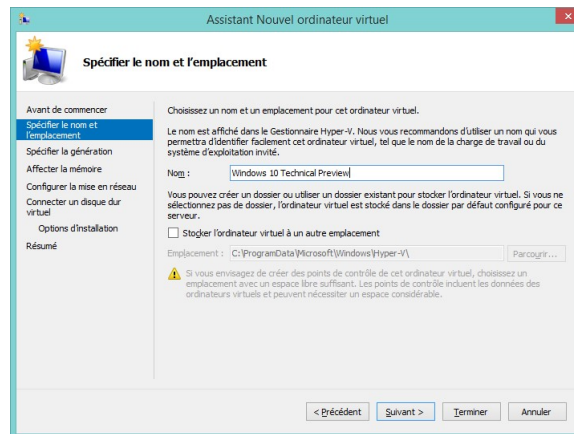 Assistant Nouvel ordinateur virtuel
Spécifier le nom et l'emplacement
Avant de commencer
Spécifier le nom et
l'emplacement
Spécifier la génération
Affecter la mémoire
Configurer la mise en réseau
Connecter un disque dur
virtuel
Options d'installation
Résumé
Choisissez un nom et un emplacement pour cet ordinateur virtuel.
Le nom est affiché dans le Gestionnaire Hyper-V. Nous vous recommandons d'utiliser un nom qui vous
permettra d'identifier facilement cet ordinateur virtuel, tel que le nom de la charge de travail ou du
système d'exploitation invité.
Nom : Windows 10 Technical Preview
Vous pouvez créer un dossier ou utiliser un dossier existant pour stocker l'ordinateur virtuel. Si vous ne
sélectionnez pas de dossier, l'ordinateur virtuel est stocké dans le dossier par défaut configuré pour ce
serveur.
Stocker l'ordinateur virtuel à un autre emplacement
Emplacement : C:\ProgramData\Microsoft\Windows\Hyper-V\ Parcourir...
Si vous envisagez de créer des points de contrôle de cet ordinateur virtuel, choisissez un
emplacement avec un espace libre suffisant. Les points de contrôle incluent les données des
ordinateurs virtuels et peuvent nécessiter un espace considérable.
< Précédent Suivant > Terminer Annuler